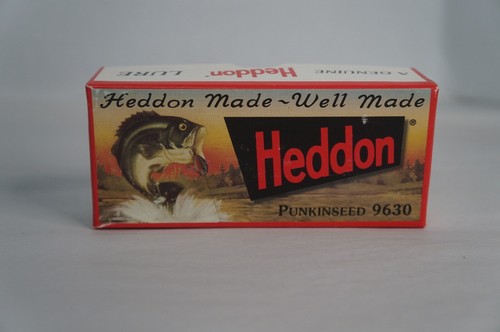 A GENUINE Heddon® LURE
Heddon Made ~ Well Made
Heddon®
PUNKINSEED 9630